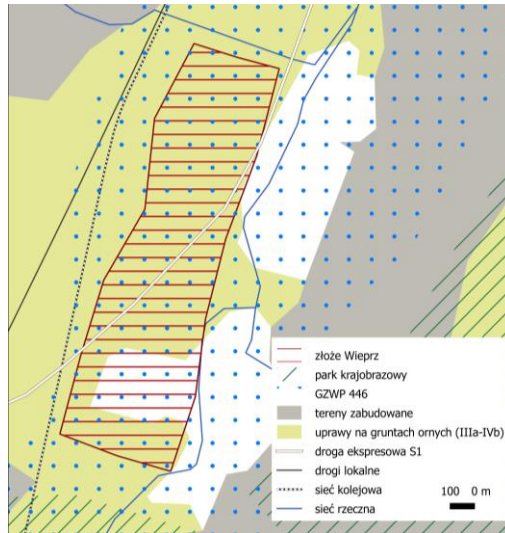 złoże Wieprz
park krajobrazowy
GZWP 446
tereny zabudowane
uprawy na gruntach ornych (IIIa-IVb)
droga ekspresowa S1
drogi lokalne
sieć kolejowa
sieć rzeczna
100 0 m